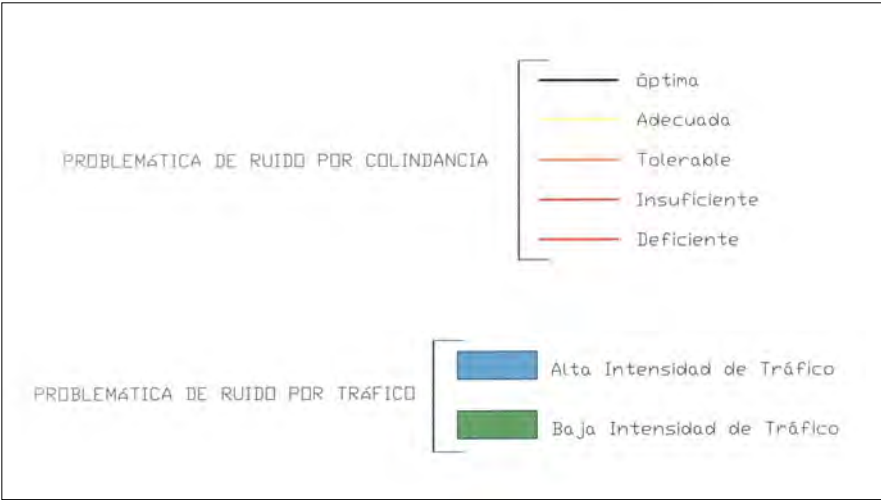 óptima
Adecuada
PROBLEMáTICA DE RUIDO POR COLINDANCIA
Tolerable
Insuficiente
Deficiente
Alta Intensidad de Tráfico
PROBLEMáTICA DE RUIDO POR TRáFICO
Baja Intensidad de Tráfico